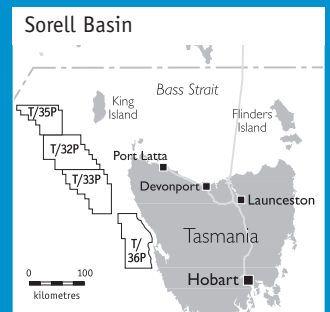 Sorell Basin
Bass Strait
King
Island
Flinders
Island
T/35P
T/32P
T/33P
Port Latta
Devonport
Launceston
Tasmania
T/
36P
Hobart
0 100
kilometres